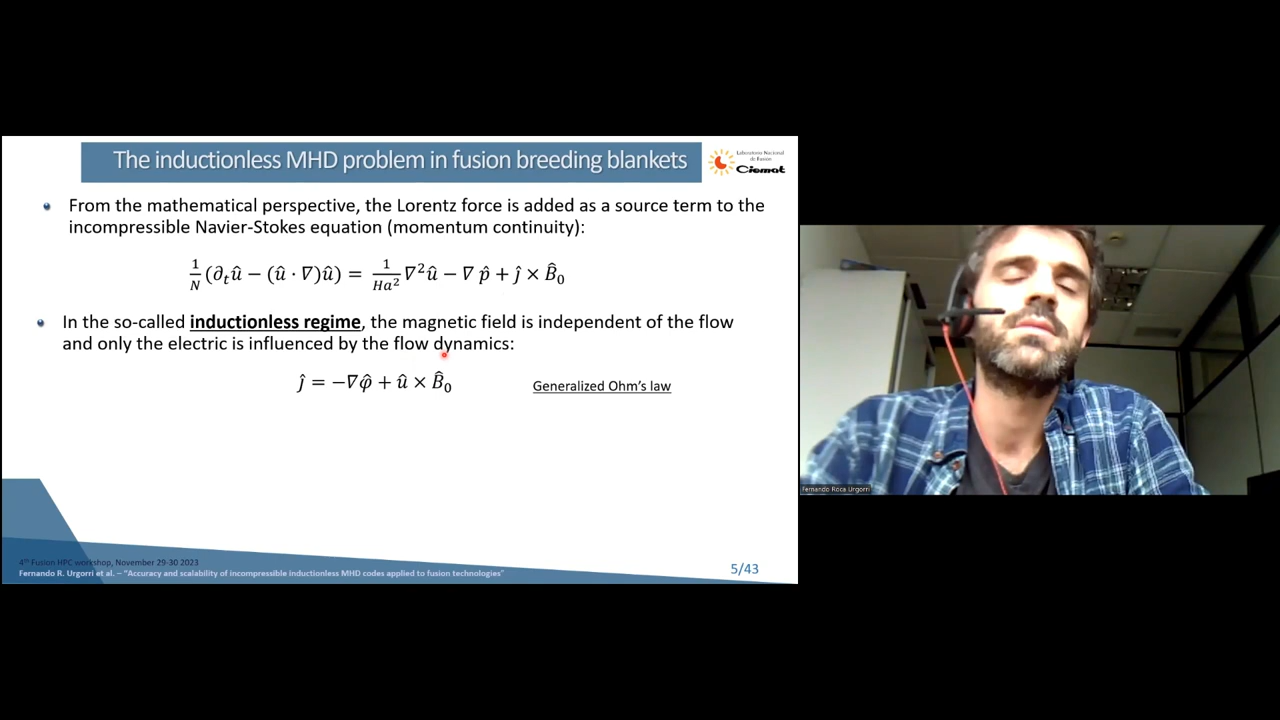 The inductionless MHD problem in fusion breeding blankets
Laboratorio Nacional
de Fusión
Ciemat
From the mathematical perspective, the Lorentz force is added as a source term to the
incompressible Navier-Stokes equation (momentum continuity):
1/N (∂ₜû − (û · ∇)û) = 1/Ha² ∇²û − ∇ p̂ + ĵ × B̂₀
In the so-called inductionless regime, the magnetic field is independent of the flow
and only the electric is influenced by the flow dynamics:
ĵ = −∇φ̂ + û × B̂₀
Generalized Ohm's law
4TH Fusion HPC workshop, November 29-30 2023
Fernando R. Urgorri et al. – "Accuracy and scalability of incompressible inductionless MHD codes applied to fusion technologies"
5/43
Fernando Roca Urgorri